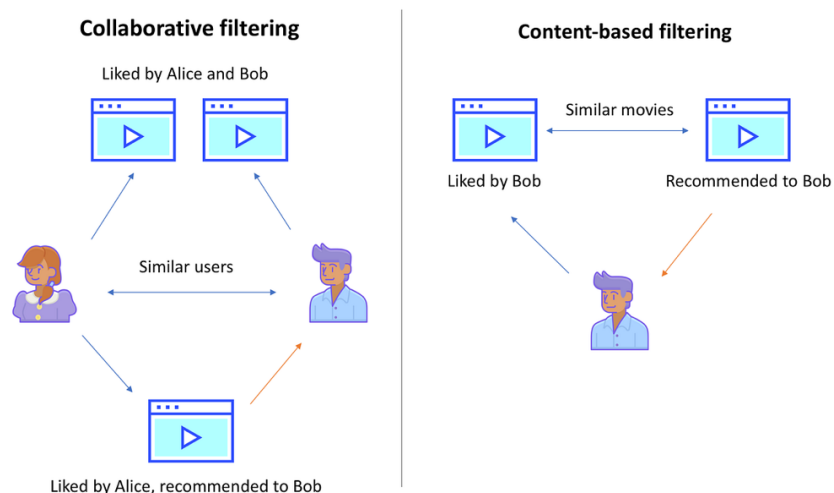 Collaborative filtering
Liked by Alice and Bob
Similar users
Liked by Alice, recommended to Bob
Content-based filtering
Similar movies
Liked by Bob
Recommended to Bob